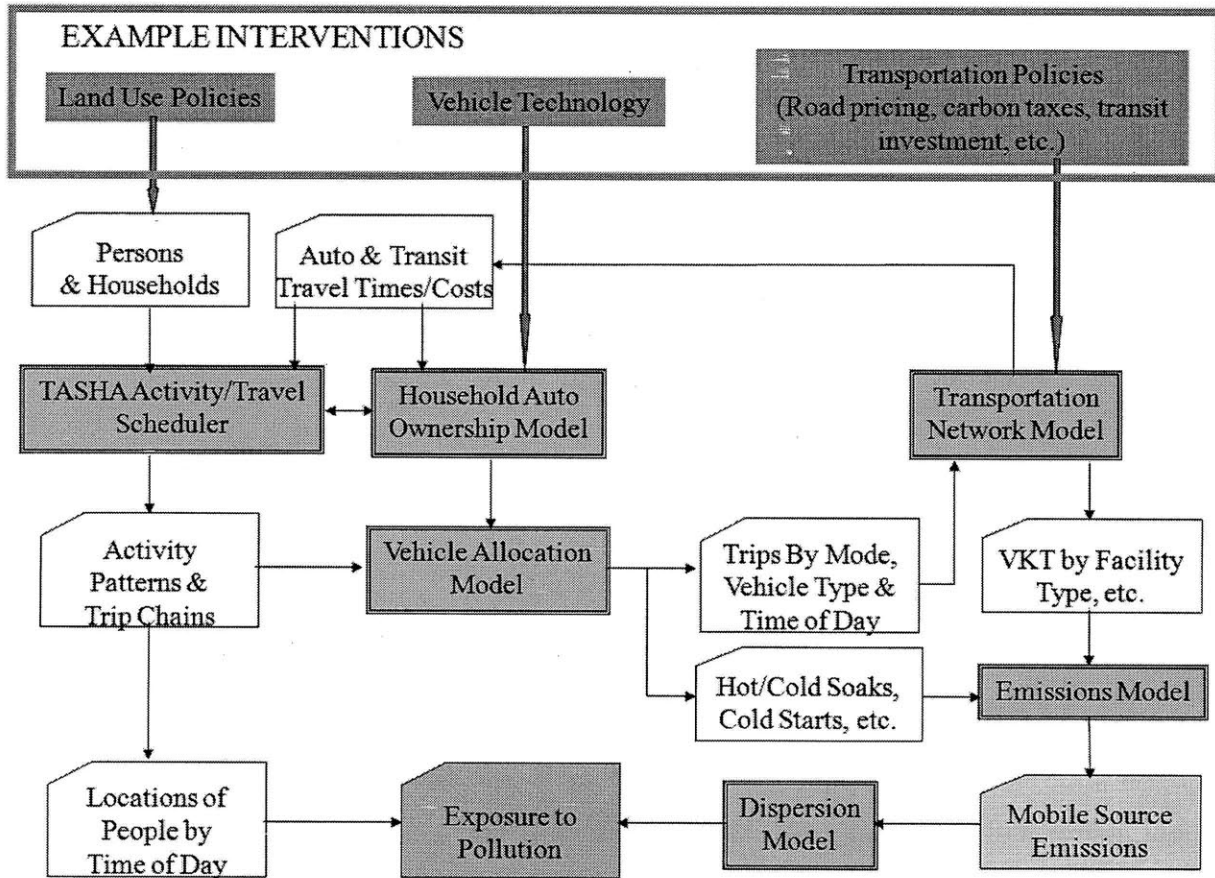 EXAMPLE INTERVENTIONS
Land Use Policies
Vehicle Technology
Transportation Policies
(Road pricing, carbon taxes, transit
investment, etc.)
Persons
& Households
Auto & Transit
Travel Times/Costs
TASHA Activity/Travel
Scheduler
Household Auto
Ownership Model
Transportation
Network Model
Activity
Patterns &
Trip Chains
Vehicle Allocation
Model
Trips By Mode,
Vehicle Type &
Time of Day
VKT by Facility
Type, etc.
Hot/Cold Soaks,
Cold Starts, etc.
Emissions Model
Locations of
People by
Time of Day
Exposure to
Pollution
Dispersion
Model
Mobile Source
Emissions